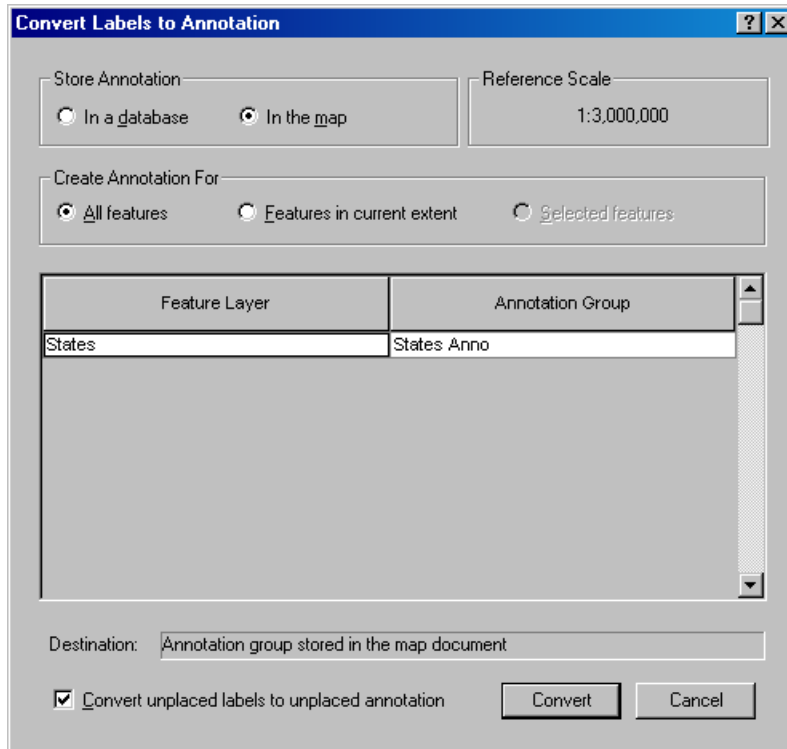 Convert Labels to Annotation
Store Annotation
In a database
In the map
Reference Scale
1:3,000,000
Create Annotation For
All features
Features in current extent
Selected features
Feature Layer
Annotation Group
States
States Anno
Destination:
Annotation group stored in the map document
Convert unplaced labels to unplaced annotation
Convert
Cancel